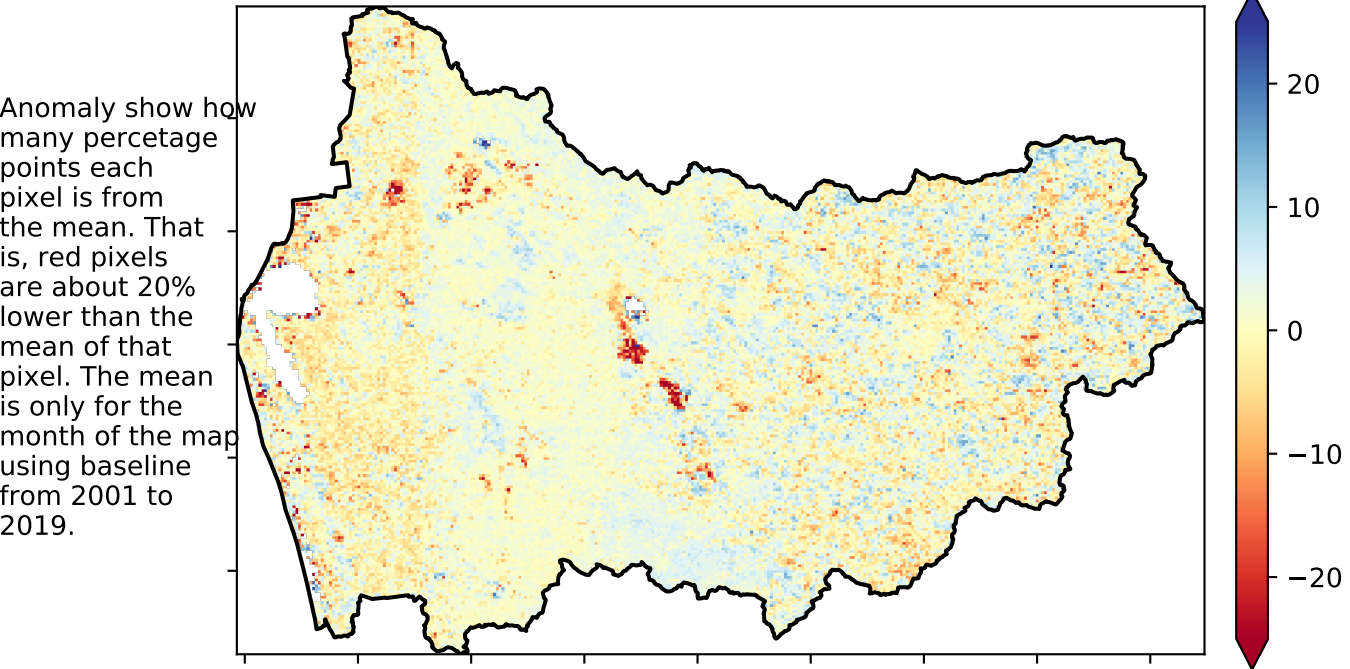 Anomaly show how
many percetage
points each
pixel is from
the mean. That
is, red pixels
are about 20%
lower than the
mean of that
pixel. The mean
is only for the
month of the map
using baseline
from 2001 to
2019.
20
10
0
−10
−20